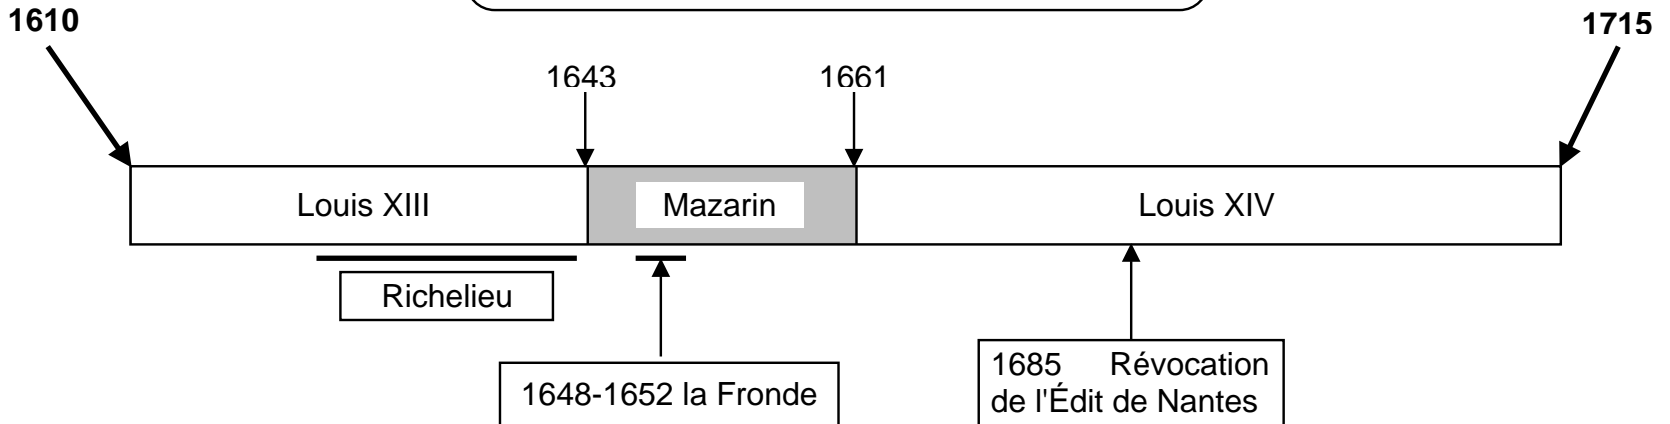 1610
1715
1643
1661
Louis XIII
Mazarin
Louis XIV
Richelieu
1648-1652 la Fronde
1685 Révocation
de l'Édit de Nantes